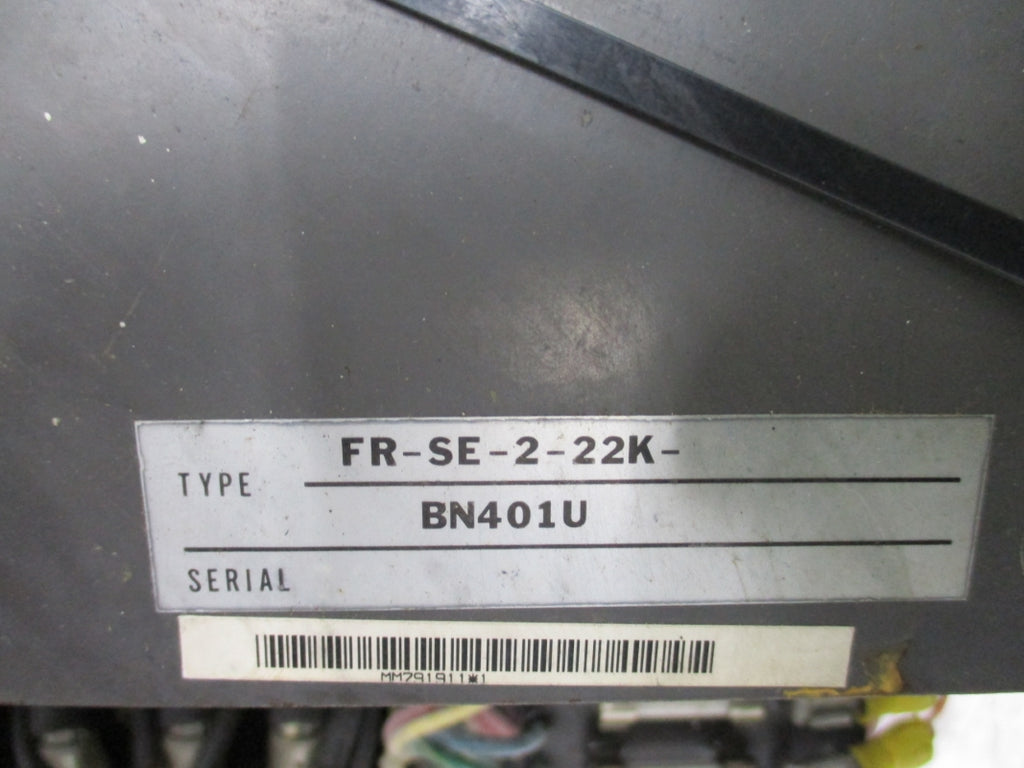 FR-SE-2-22K-
TYPE
BN401U
SERIAL
MM791911*1